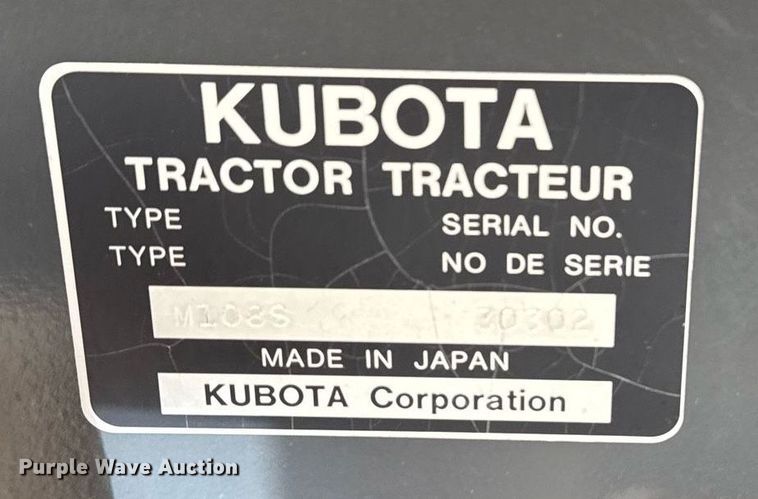 KUBOTA
TRACTOR TRACTEUR
TYPE SERIAL NO.
TYPE NO DE SERIE
M108S 30302
MADE IN JAPAN
KUBOTA Corporation
Purple Wave Auction